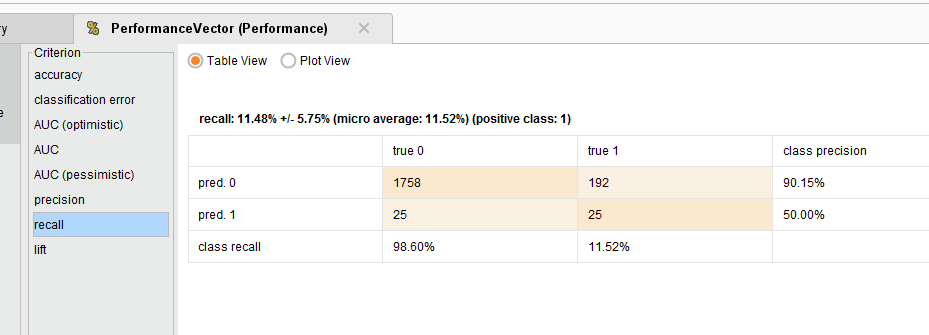 ry
PerformanceVector (Performance)
Criterion
accuracy
classification error
AUC (optimistic)
AUC
AUC (pessimistic)
precision
recall
lift
e
Table View Plot View
recall: 11.48% +/- 5.75% (micro average: 11.52%) (positive class: 1)
true 0 true 1 class precision
pred. 0 1758 192 90.15%
pred. 1 25 25 50.00%
class recall 98.60% 11.52%